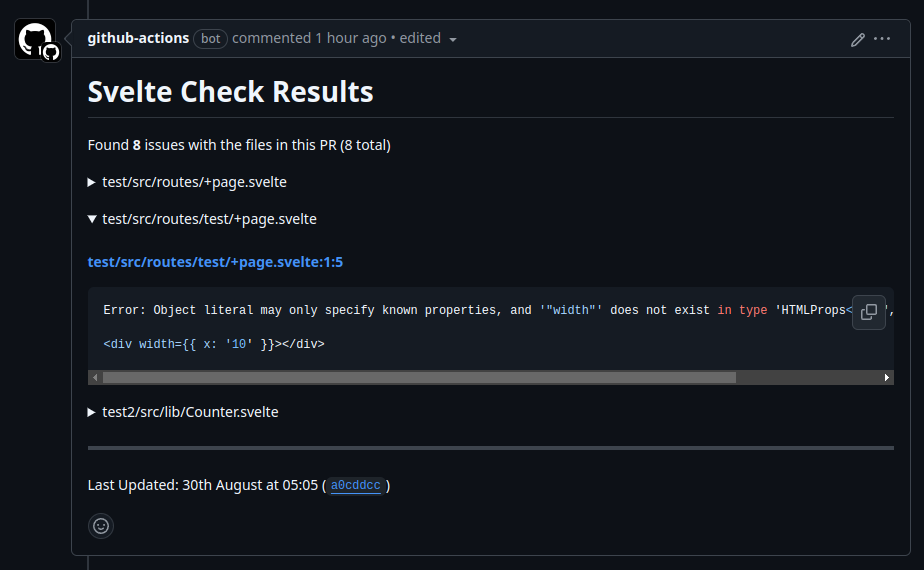 github-actions bot commented 1 hour ago • edited
Svelte Check Results
Found 8 issues with the files in this PR (8 total)
test/src/routes/+page.svelte
test/src/routes/test/+page.svelte
test/src/routes/test/+page.svelte:1:5
Error: Object literal may only specify known properties, and '"width"' does not exist in type 'HTMLProps<
<div width={{ x: '10' }}></div>
test2/src/lib/Counter.svelte
Last Updated: 30th August at 05:05 (a0cddcc)